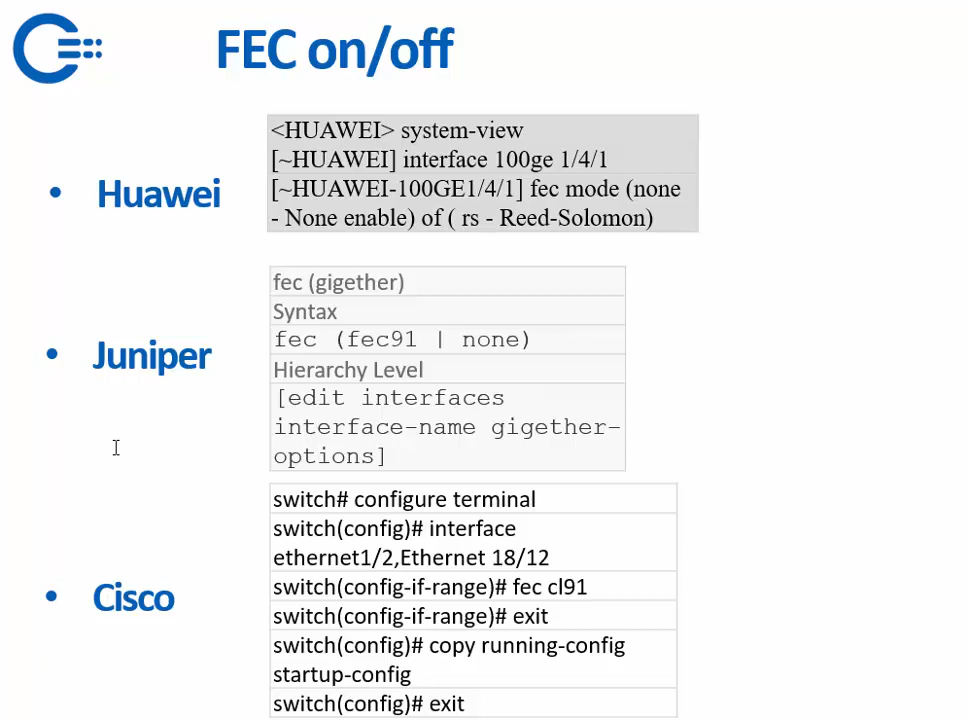 FEC on/off
• Huawei
<HUAWEI> system-view
[~HUAWEI] interface 100ge 1/4/1
[~HUAWEI-100GE1/4/1] fec mode (none
- None enable) of ( rs - Reed-Solomon)
• Juniper
fec (gigether)
Syntax
fec (fec91 | none)
Hierarchy Level
[edit interfaces
interface-name gigether-
options]
• Cisco
switch# configure terminal
switch(config)# interface
ethernet1/2,Ethernet 18/12
switch(config-if-range)# fec cl91
switch(config-if-range)# exit
switch(config)# copy running-config
startup-config
switch(config)# exit